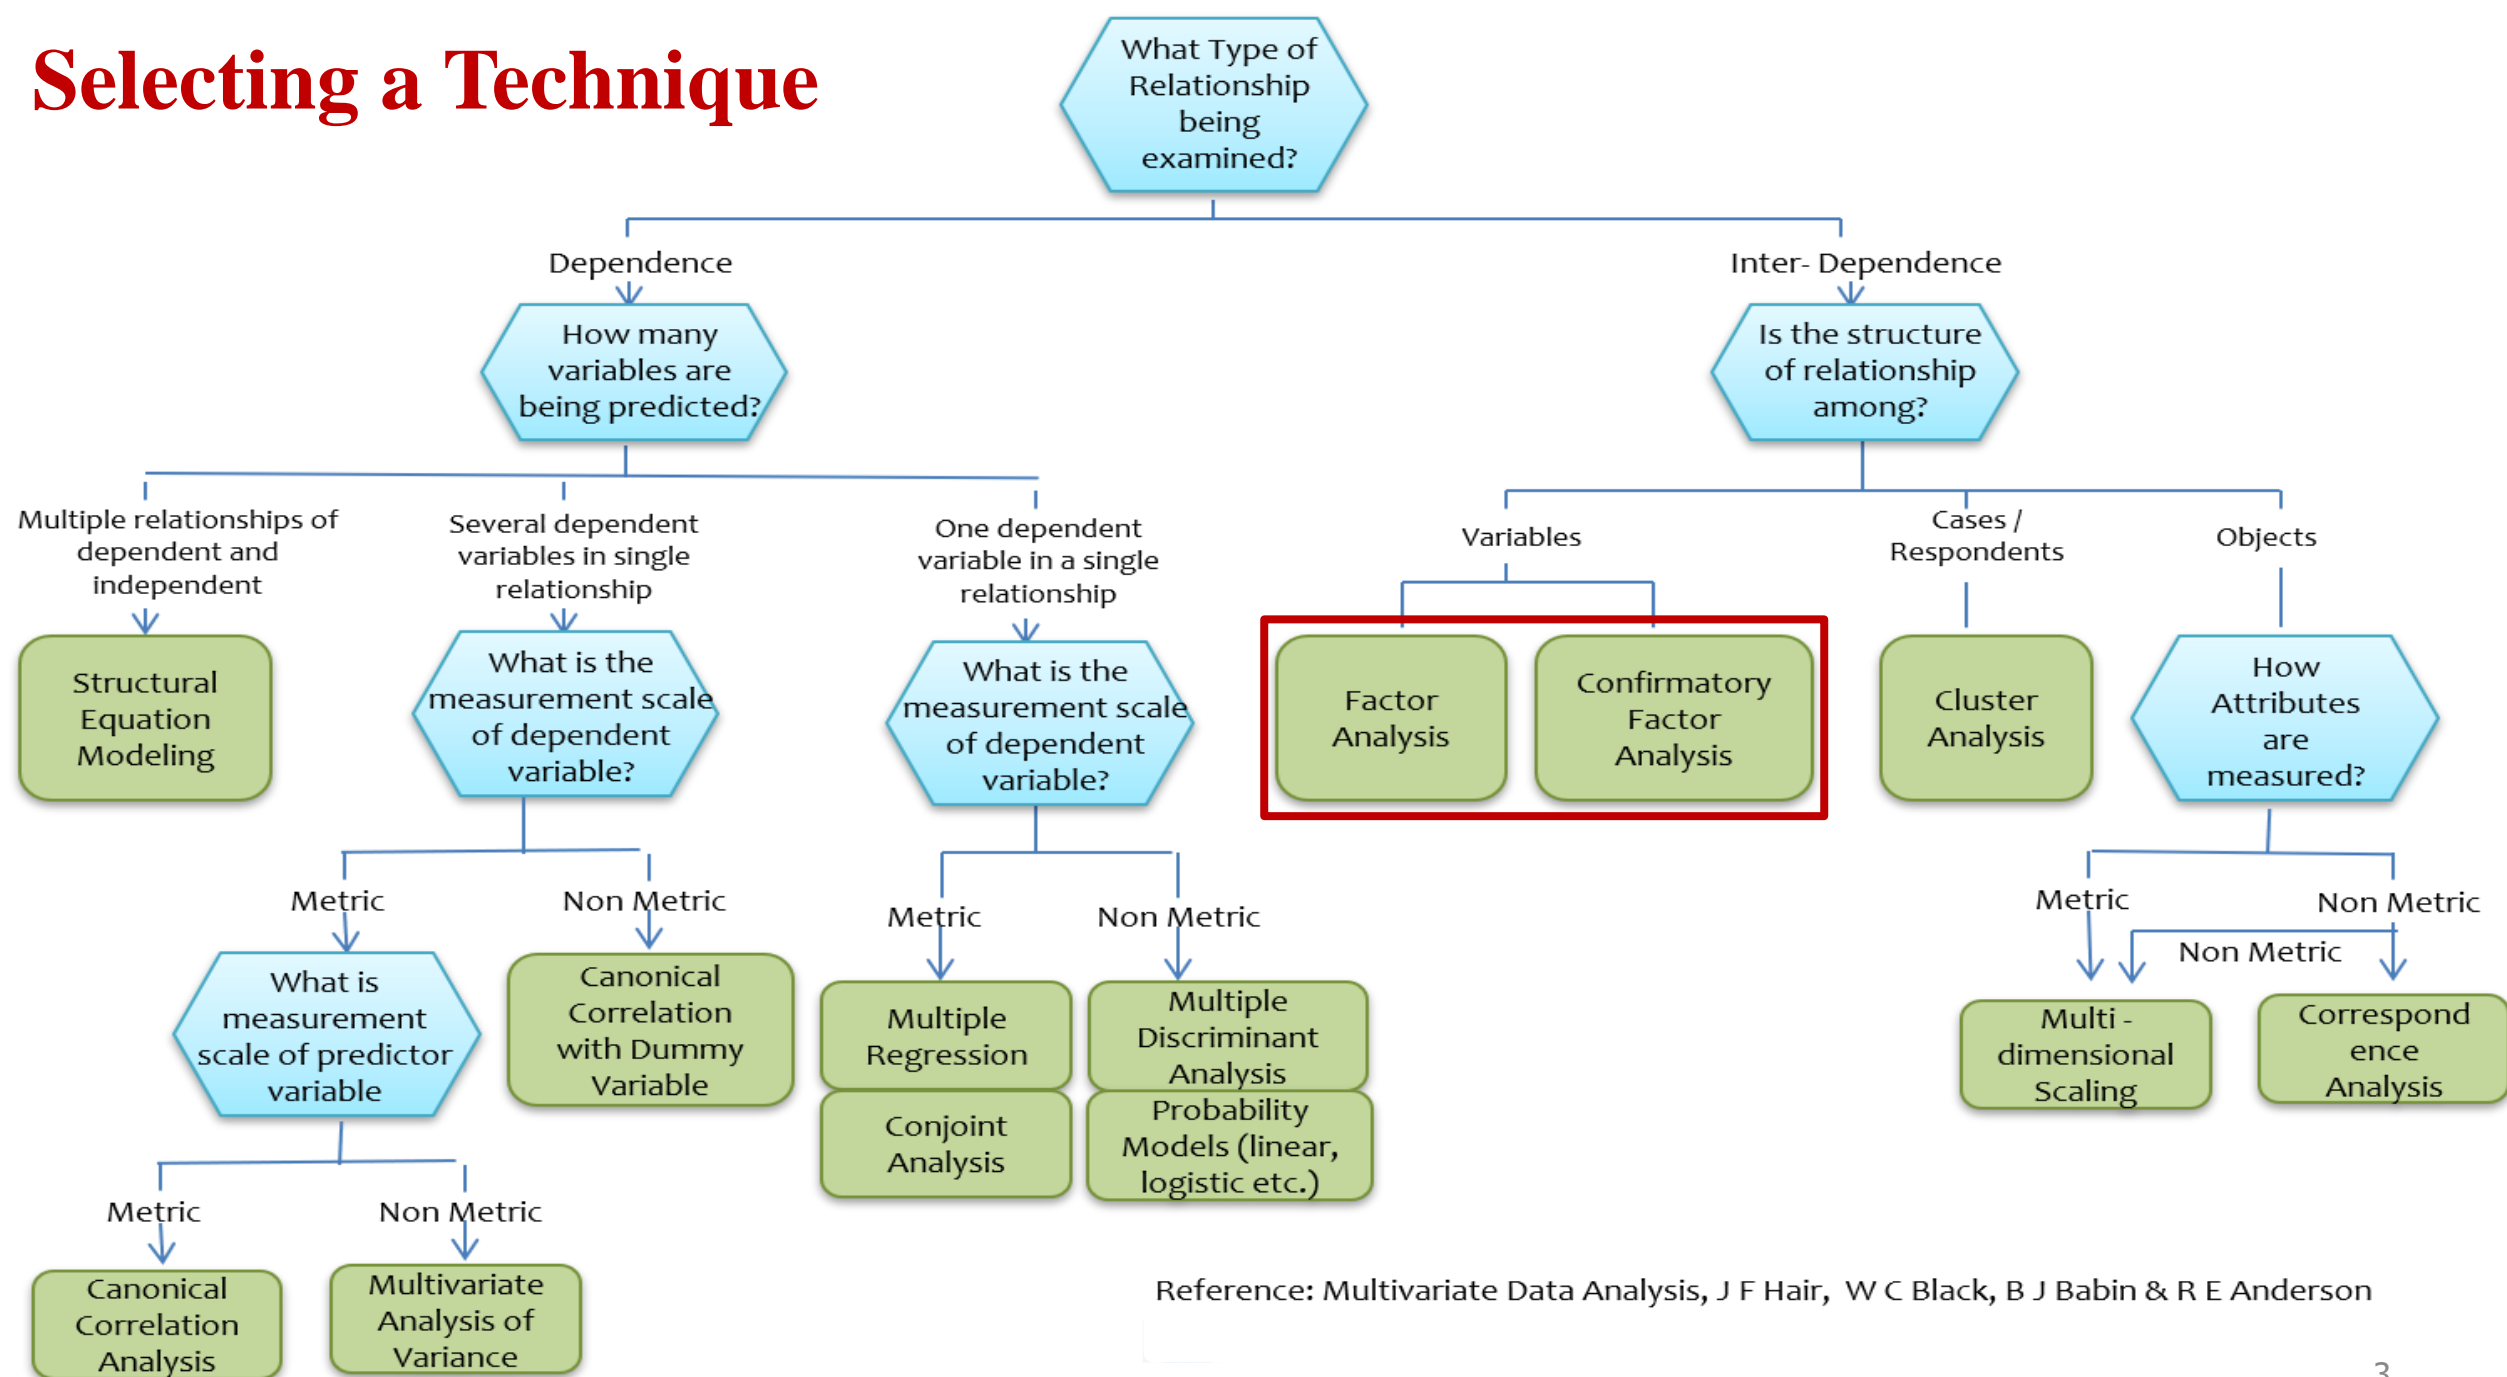 Selecting a Technique
What Type of
Relationship
being
examined?
Dependence
Inter- Dependence
How many
variables are
being predicted?
Is the structure
of relationship
among?
Multiple relationships of
dependent and
independent
Several dependent
variables in single
relationship
One dependent
variable in a single
relationship
Variables
Cases /
Respondents
Objects
Structural
Equation
Modeling
What is the
measurement scale
of dependent
variable?
What is the
measurement scale
of dependent
variable?
Factor
Analysis
Confirmatory
Factor
Analysis
Cluster
Analysis
How
Attributes
are
measured?
Metric
Non Metric
Metric
Non Metric
Metric
Non Metric
Non Metric
What is
measurement
scale of predictor
variable
Canonical
Correlation
with Dummy
Variable
Multiple
Regression
Conjoint
Analysis
Multiple
Discriminant
Analysis
Probability
Models (linear,
logistic etc.)
Multi -
dimensional
Scaling
Correspond
ence
Analysis
Metric
Non Metric
Canonical
Correlation
Analysis
Multivariate
Analysis of
Variance
Reference: Multivariate Data Analysis, J F Hair, W C Black, B J Babin & R E Anderson
3